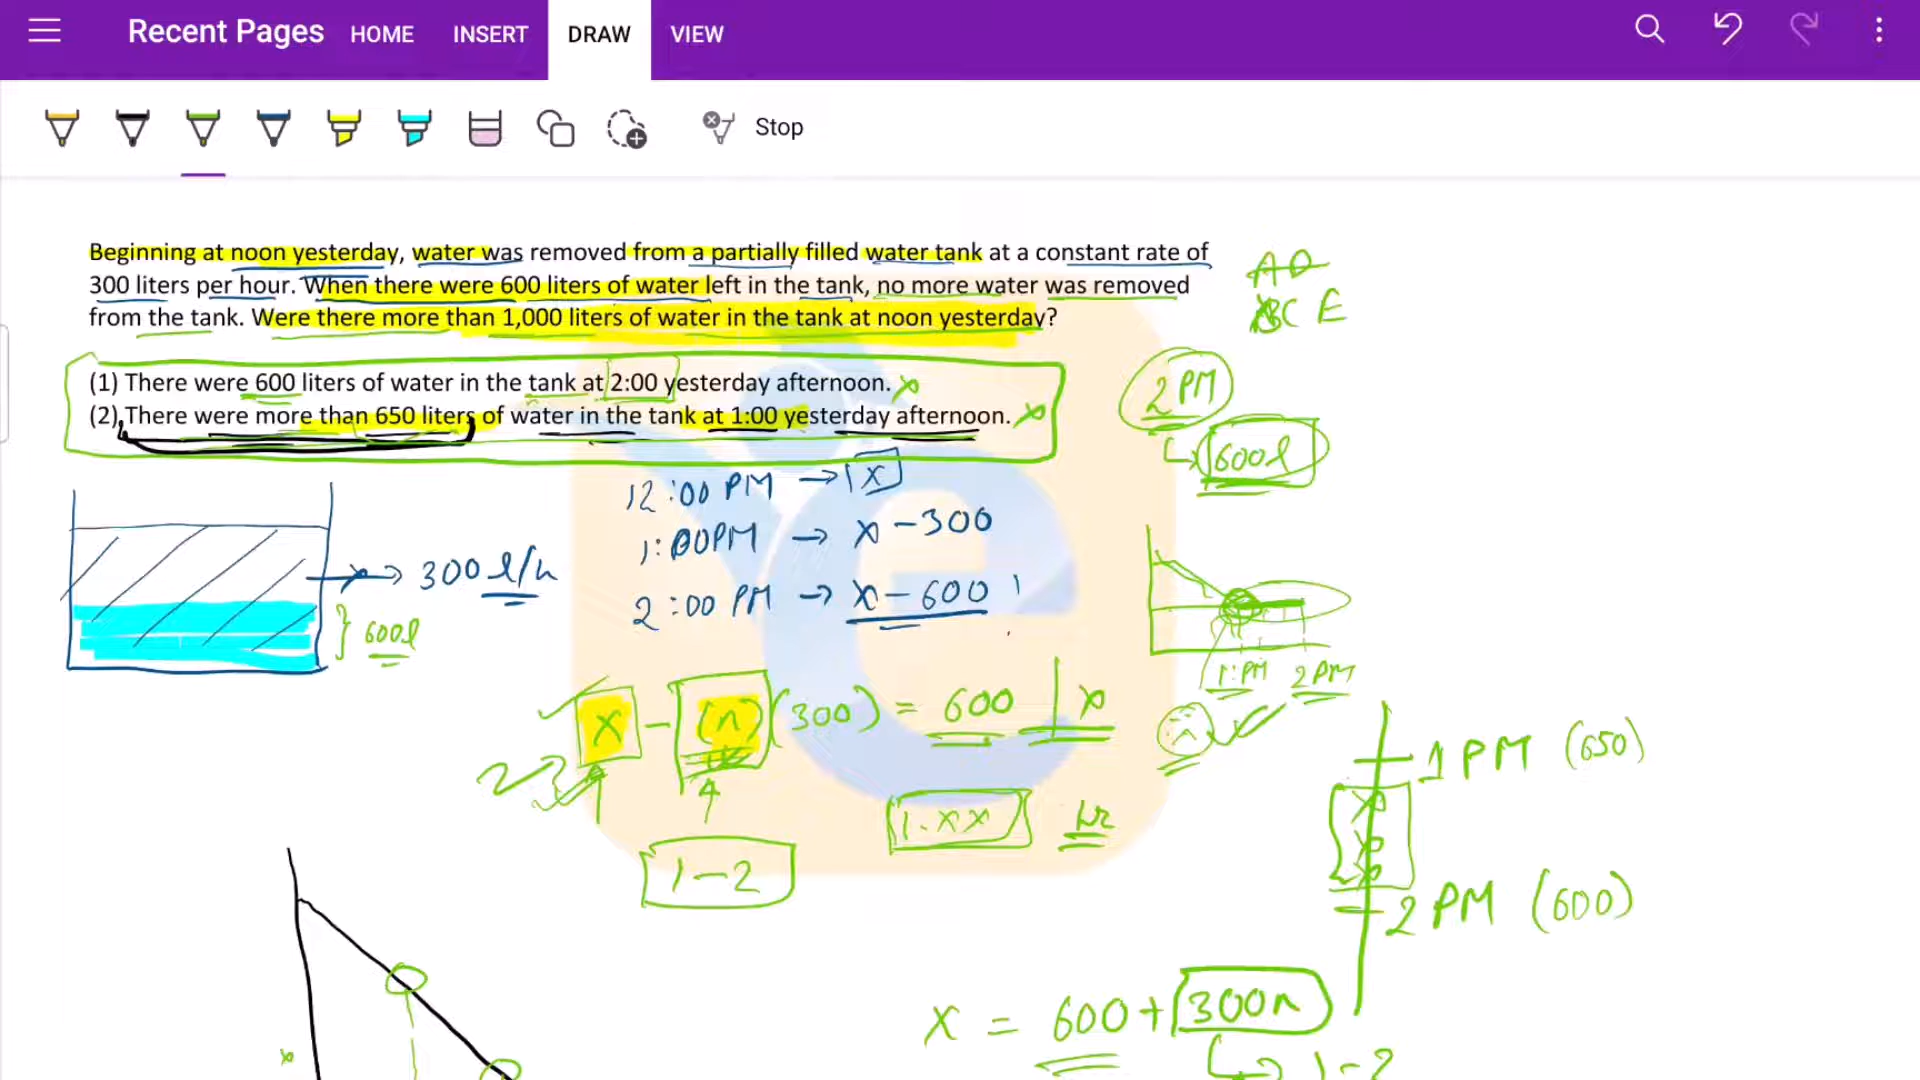 Recent Pages HOME INSERT DRAW VIEW
Stop
Beginning at noon yesterday, water was removed from a partially filled water tank at a constant rate of
300 liters per hour. When there were 600 liters of water left in the tank, no more water was removed
from the tank. Were there more than 1,000 liters of water in the tank at noon yesterday?
AD
BC E
(1) There were 600 liters of water in the tank at 2:00 yesterday afternoon. x
(2) There were more than 650 liters of water in the tank at 1:00 yesterday afternoon. x
2 PM
600l
12:00 PM → x
1:00PM → x - 300
2:00 PM → x - 600
300 l/h
600l
1:PM 2PM
x - (n)(300) = 600 x
1 PM (650)
1.xx hr
1-2
2 PM (600)
x = 600 + 300n
1-2
x